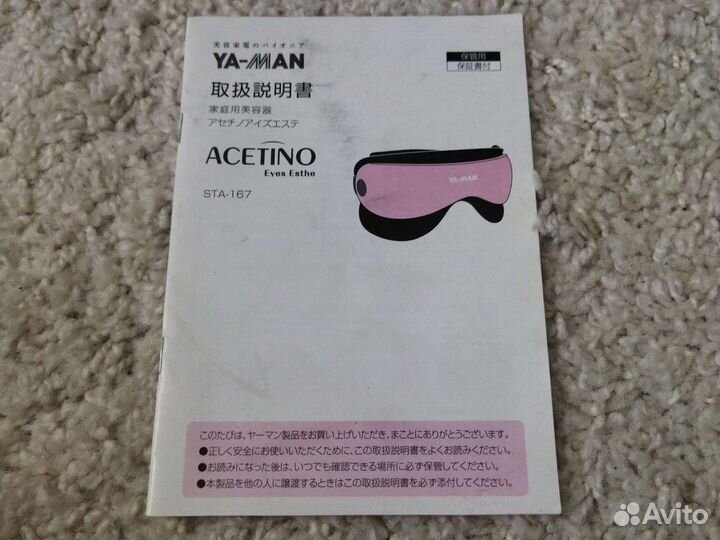 美容家電のパイオニア
YA-MAN
保管用
保証書付
取扱説明書
家庭用美容器
アセチノアイズエステ
ACETINO
Eyes Esthe
STA-167
YA-MAN
このたびは、ヤーマン製品をお買い上げいただき、まことにありがとうございます。
●正しく安全にお使いいただくために、この取扱説明書をよくお読みください。
●お読みになった後は、いつでも確認できる場所に必ず保管してください。
●本製品を他の人に譲渡するときはこの取扱説明書を必ず添付してください。
Avito